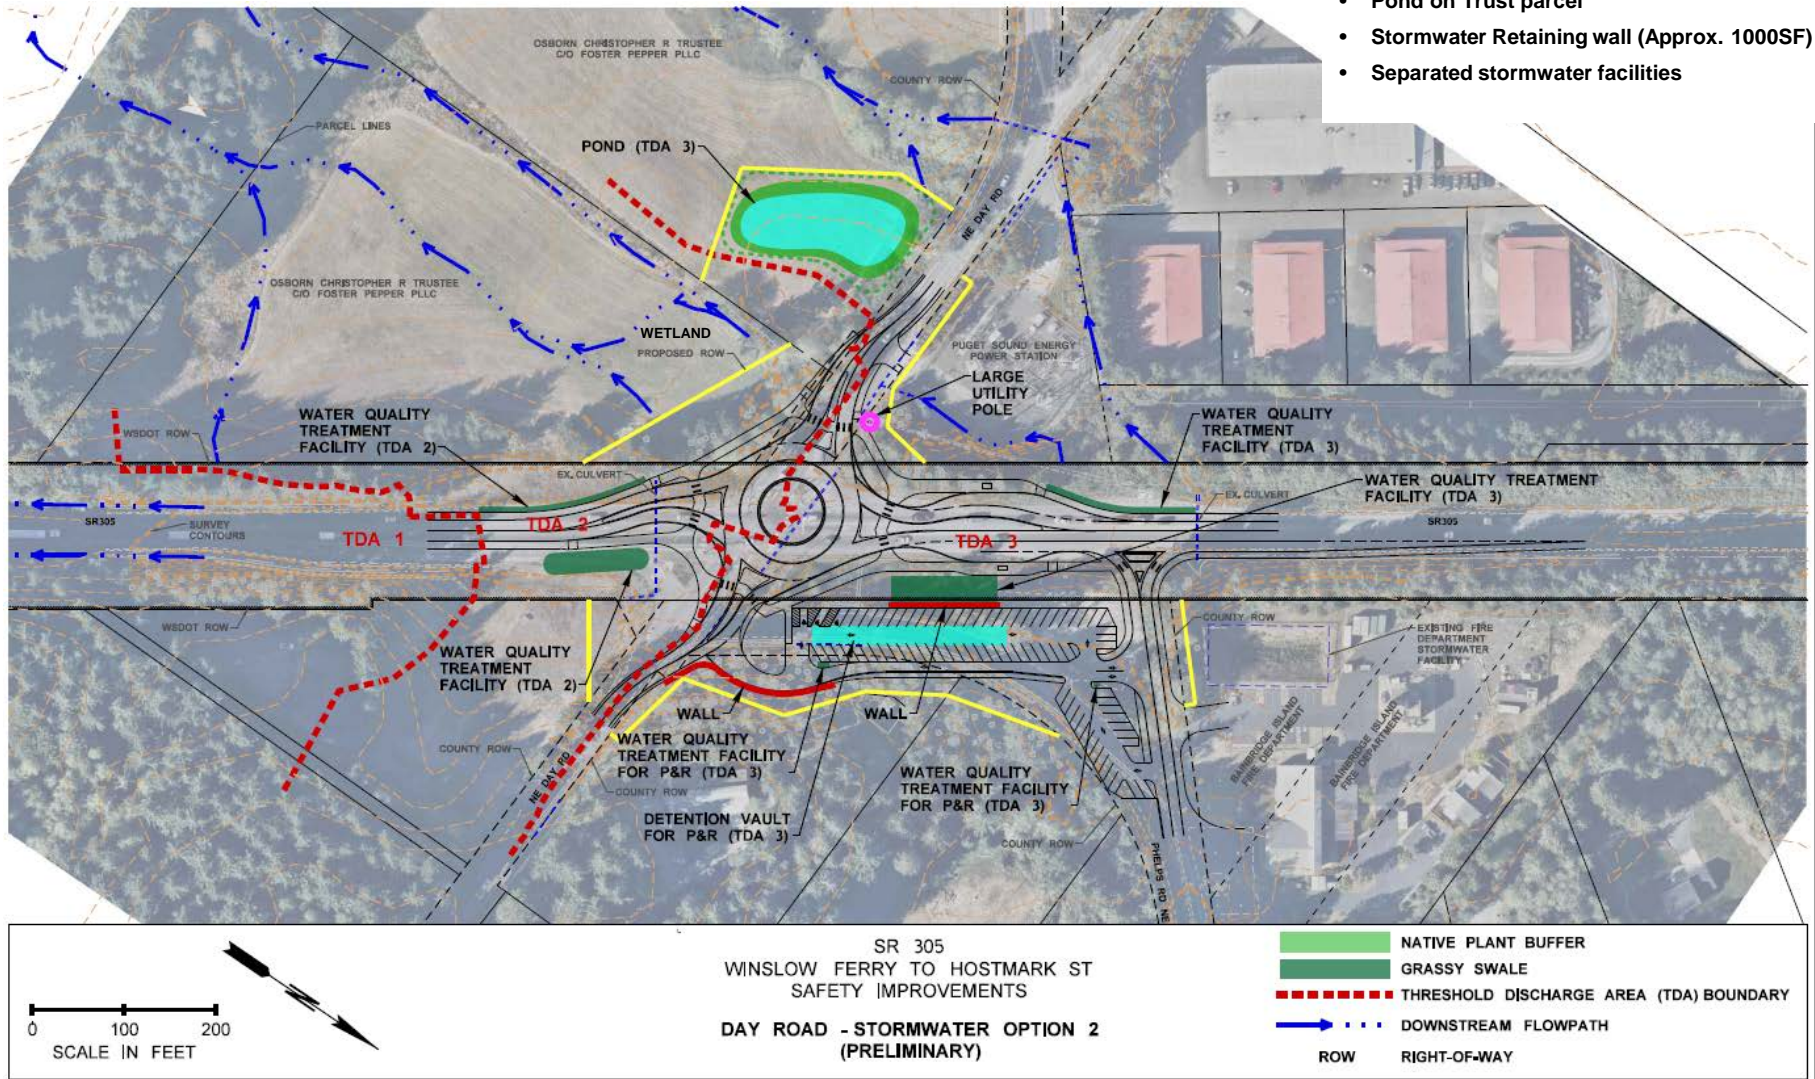 • Pond on Trust parcel
• Stormwater Retaining wall (Approx. 1000SF)
• Separated stormwater facilities
OSBORN CHRISTOPHER R TRUSTEE
C/O FOSTER PEPPER PLLC
COUNTY ROW
PARCEL LINES
POND (TDA 3)
NE DAY RD
OSBORN CHRISTOPHER R TRUSTEE
C/O FOSTER PEPPER PLLC
WETLAND
PROPOSED ROW
PUGET SOUND ENERGY
POWER STATION
LARGE
UTILITY
POLE
WATER QUALITY
TREATMENT
FACILITY (TDA 2)
WSDOT ROW
WATER QUALITY
TREATMENT
FACILITY (TDA 3)
EX. CULVERT
WATER QUALITY TREATMENT
FACILITY (TDA 3)
EX. CULVERT
SR305
SURVEY
CONTOURS
TDA 1
TDA 2
TDA 3
SR305
WSDOT ROW
COUNTY ROW
EXISTING FIRE
DEPARTMENT
STORMWATER
FACILITY
WATER QUALITY
TREATMENT
FACILITY (TDA 2)
WALL
WALL
COUNTY ROW
WATER QUALITY
TREATMENT FACILITY
FOR P&R (TDA 3)
BAINBRIDGE ISLAND
FIRE DEPARTMENT
BAINBRIDGE ISLAND
FIRE DEPARTMENT
NE DAY RD
COUNTY ROW
WATER QUALITY
TREATMENT FACILITY
FOR P&R (TDA 3)
DETENTION VAULT
FOR P&R (TDA 3)
COUNTY ROW
PHELPS RD NE
0 100 200
SCALE IN FEET
N
SR 305
WINSLOW FERRY TO HOSTMARK ST
SAFETY IMPROVEMENTS
DAY ROAD - STORMWATER OPTION 2
(PRELIMINARY)
NATIVE PLANT BUFFER
GRASSY SWALE
THRESHOLD DISCHARGE AREA (TDA) BOUNDARY
DOWNSTREAM FLOWPATH
ROW RIGHT-OF-WAY